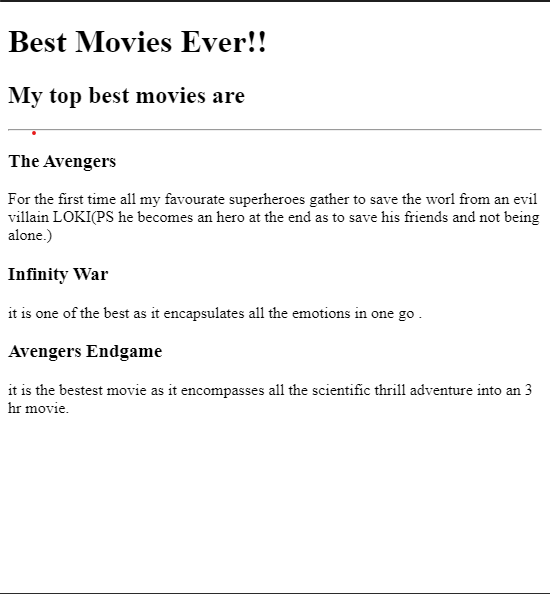 Best Movies Ever!!
My top best movies are
The Avengers
For the first time all my favourate superheroes gather to save the worl from an evil
villain LOKI(PS he becomes an hero at the end as to save his friends and not being
alone.)
Infinity War
it is one of the best as it encapsulates all the emotions in one go .
Avengers Endgame
it is the bestest movie as it encompasses all the scientific thrill adventure into an 3
hr movie.